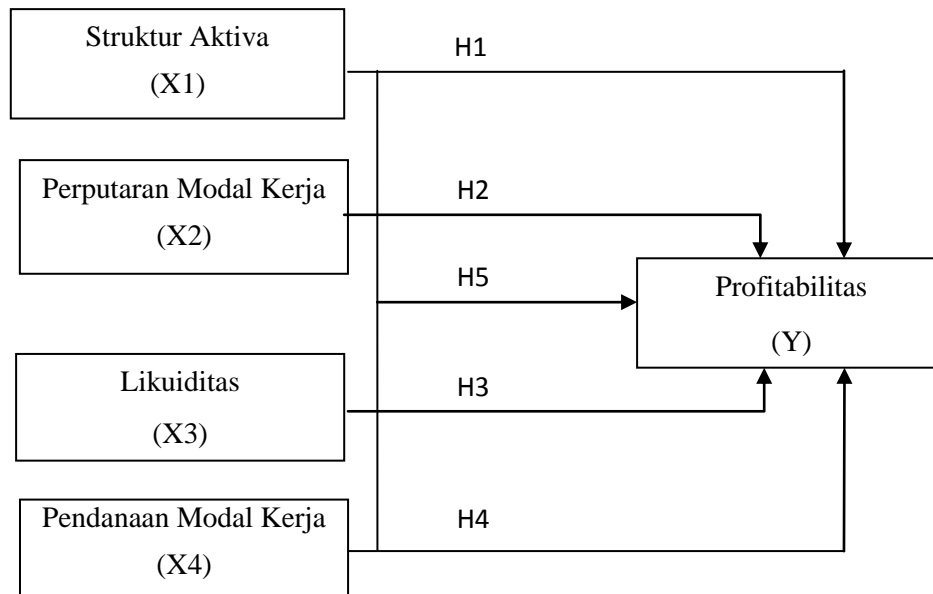 Struktur Aktiva
(X1)
H1
Perputaran Modal Kerja
(X2)
H2
H5
Profitabilitas
(Y)
Likuiditas
(X3)
H3
Pendanaan Modal Kerja
(X4)
H4